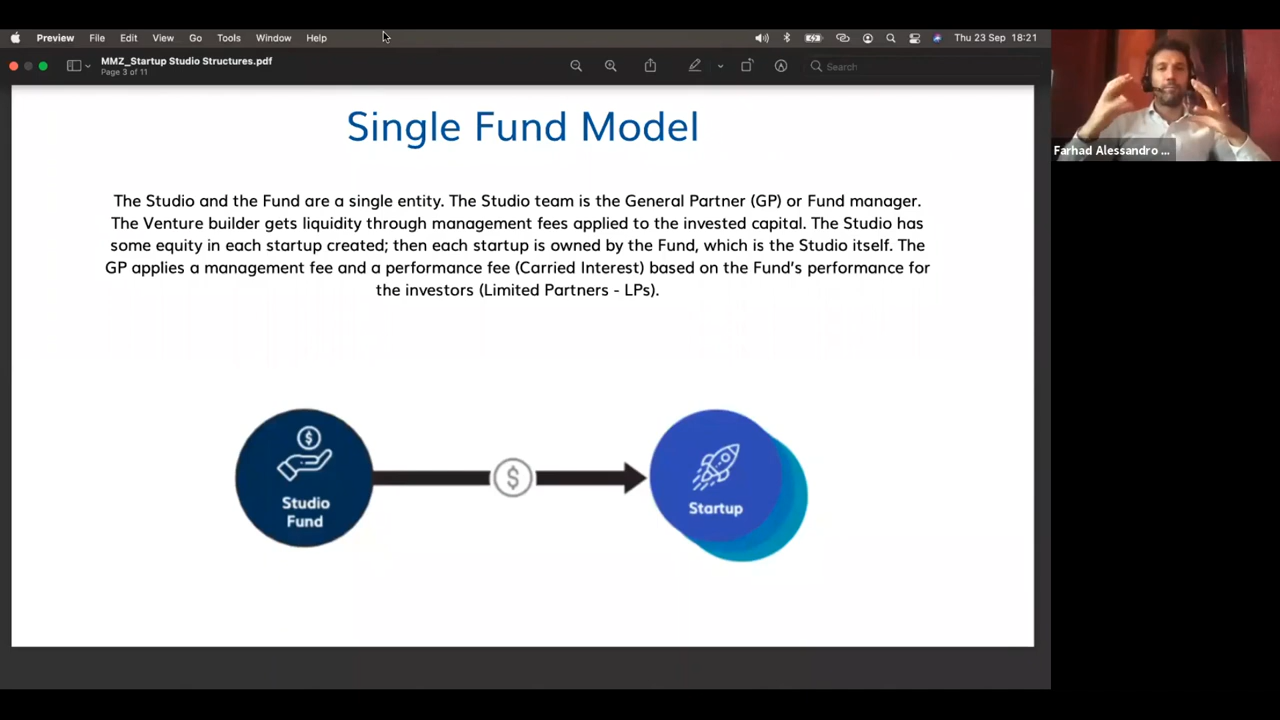 Preview File Edit View Go Tools Window Help Thu 23 Sep 18:21
MMZ_Startup Studio Structures.pdf
Page 3 of 11
Search
Single Fund Model
The Studio and the Fund are a single entity. The Studio team is the General Partner (GP) or Fund manager.
The Venture builder gets liquidity through management fees applied to the invested capital. The Studio has
some equity in each startup created; then each startup is owned by the Fund, which is the Studio itself. The
GP applies a management fee and a performance fee (Carried Interest) based on the Fund's performance for
the investors (Limited Partners - LPs).
$
Studio
Fund
$
Startup
Farhad Alessandro ...